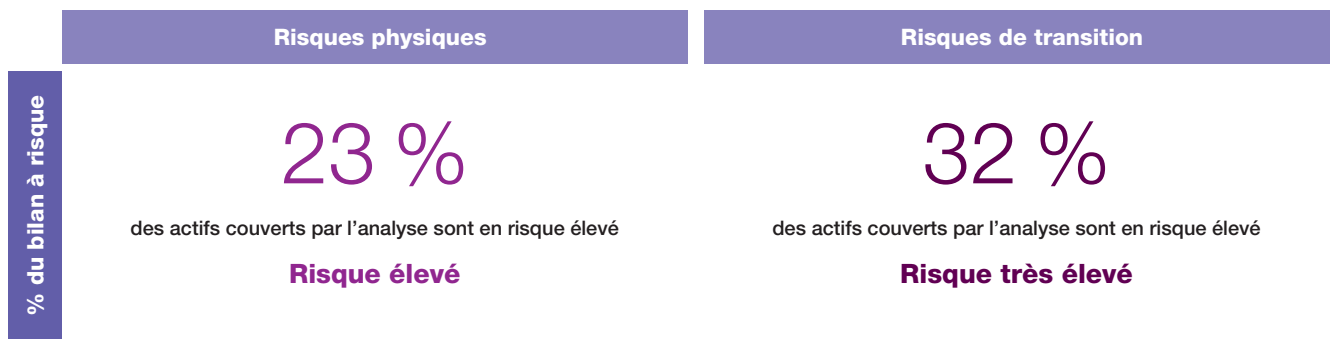 Risques physiques
Risques de transition
% du bilan à risque
23 %
des actifs couverts par l’analyse sont en risque élevé
Risque élevé
32 %
des actifs couverts par l’analyse sont en risque élevé
Risque très élevé